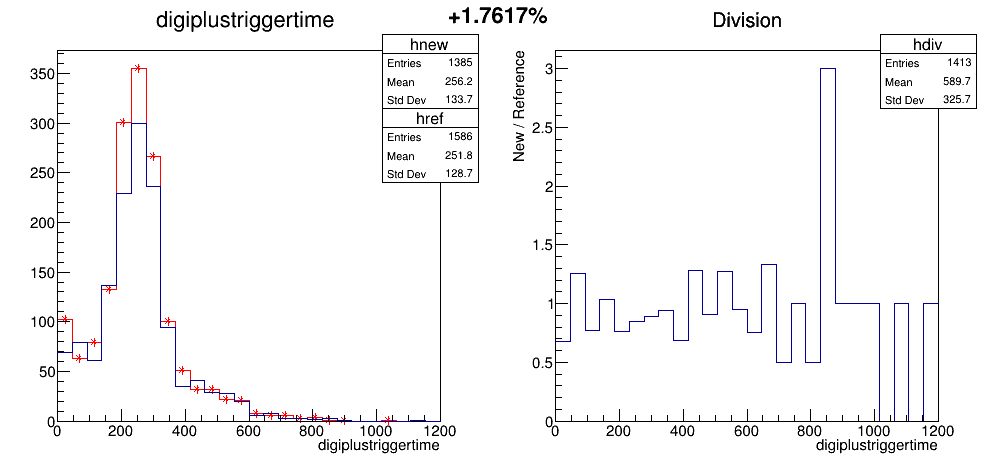 digiplustriggertime
+1.7617%
Division
hnew
Entries 1385
Mean 256.2
Std Dev 133.7
href
Entries 1586
Mean 251.8
Std Dev 128.7
350
300
250
200
150
100
50
0
0 200 400 600 800 1000 1200
digiplustriggertime
hdiv
Entries 1413
Mean 589.7
Std Dev 325.7
New / Reference
3
2.5
2
1.5
1
0.5
0
0 200 400 600 800 1000 1200
digiplustriggertime